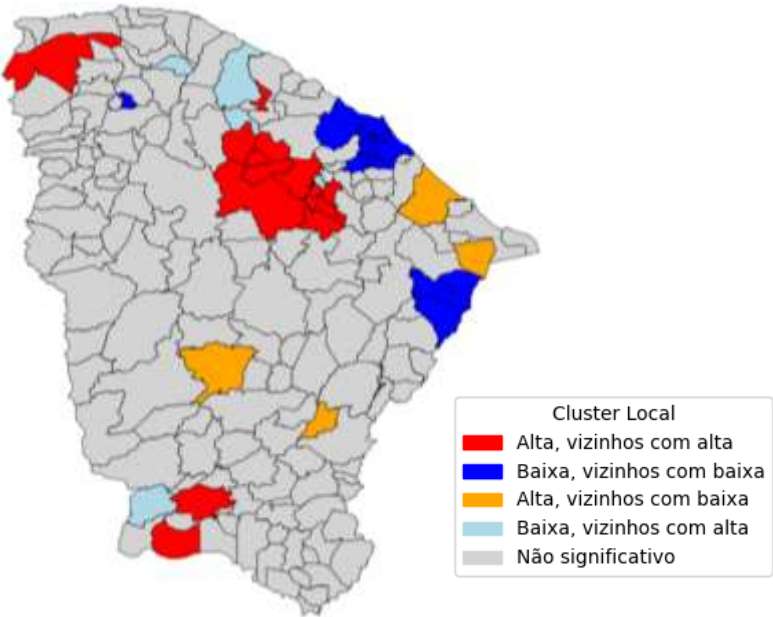 Cluster Local
Alta, vizinhos com alta
Baixa, vizinhos com baixa
Alta, vizinhos com baixa
Baixa, vizinhos com alta
Não significativo